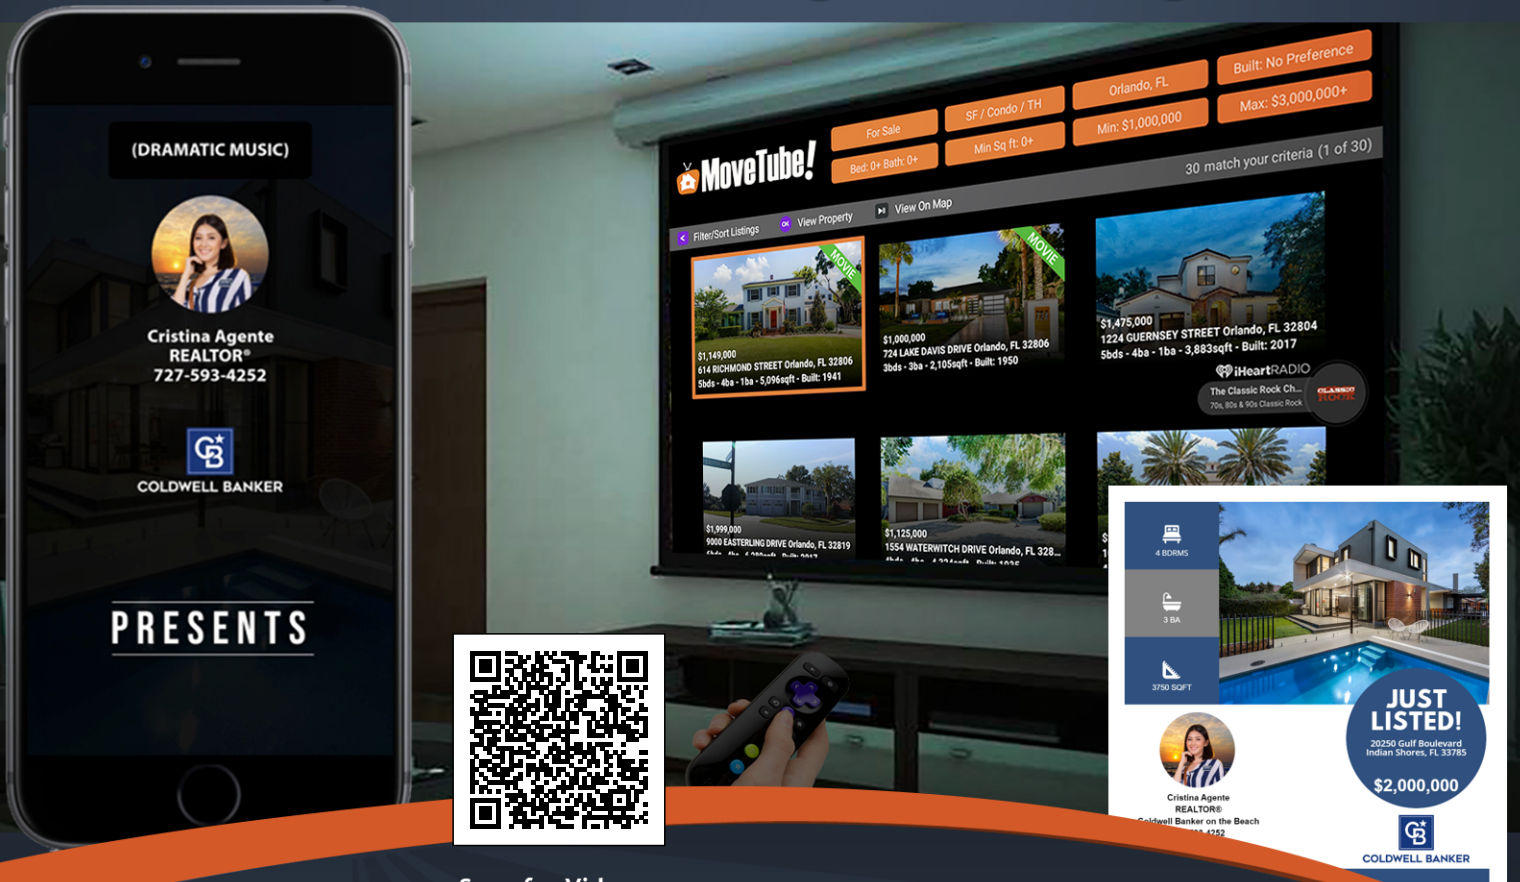 (DRAMATIC MUSIC)
Cristina Agente
REALTOR®
727-593-4252
CB
COLDWELL BANKER
PRESENTS
MoveTube!
For Sale
SF / Condo / TH
Orlando, FL
Built: No Preference
Bed: 0+ Bath: 0+
Min Sq ft: 0+
Min: $1,000,000
Max: $3,000,000+
30 match your criteria (1 of 30)
Filter/Sort Listings
OK View Property
View On Map
MOVIE
$1,149,000
614 RICHMOND STREET Orlando, FL 32806
5bds - 4ba - 1ba - 5,096sqft - Built: 1941
MOVIE
$1,000,000
724 LAKE DAVIS DRIVE Orlando, FL 32806
3bds - 3ba - 2,105sqft - Built: 1950
$1,475,000
1224 GUERNSEY STREET Orlando, FL 32804
5bds - 4ba - 1ba - 3,883sqft - Built: 2017
iHeartRADIO
The Classic Rock Ch...
70s, 80s & 90s Classic Rock
CLASSIC
ROCK
$1,999,000
9000 EASTERLING DRIVE Orlando, FL 32819
$1,125,000
1554 WATERWITCH DRIVE Orlando, FL 328...
4 BDRMS
3 BA
3750 SQFT
JUST
LISTED!
20250 Gulf Boulevard
Indian Shores, FL 33785
$2,000,000
Cristina Agente
REALTOR®
Coldwell Banker on the Beach
4252
CB
COLDWELL BANKER